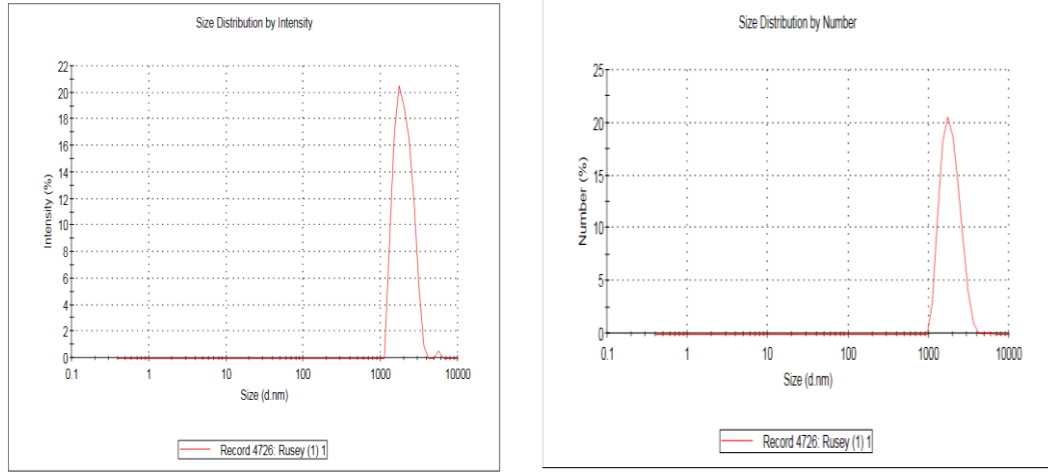 Size Distribution by Intensity
22
20
18
16
14
12
10
8
6
4
2
0
Intensity (%)
0.1 1 10 100 1000 10000
Size (d.nm)
Record 4726: Rusey (1) 1
Size Distribution by Number
25
20
15
10
5
0
Number (%)
0.1 1 10 100 1000 10000
Size (d.nm)
Record 4726: Rusey (1) 1